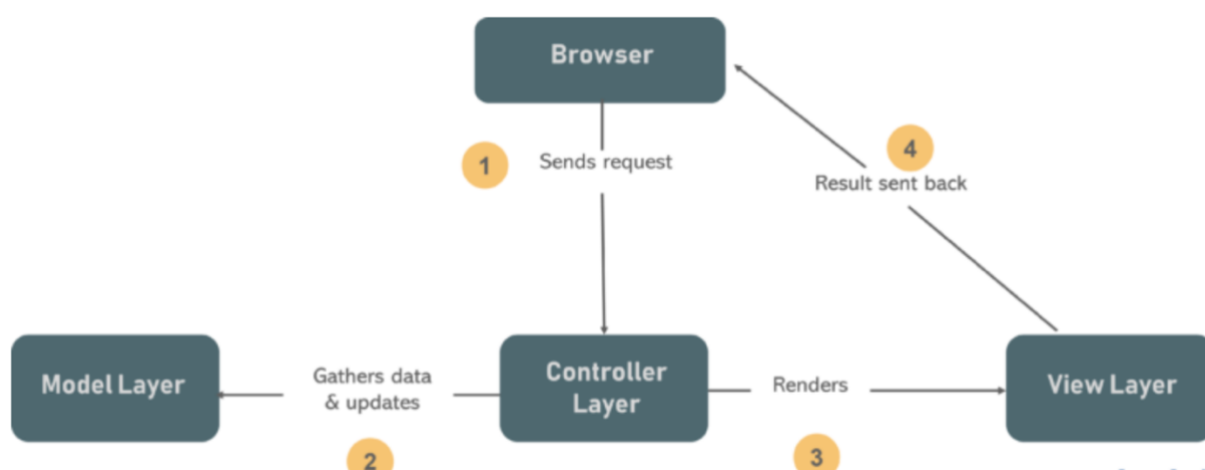 Browser
1
Sends request
4
Result sent back
Model Layer
Gathers data
& updates
2
Controller
Layer
Renders
3
View Layer